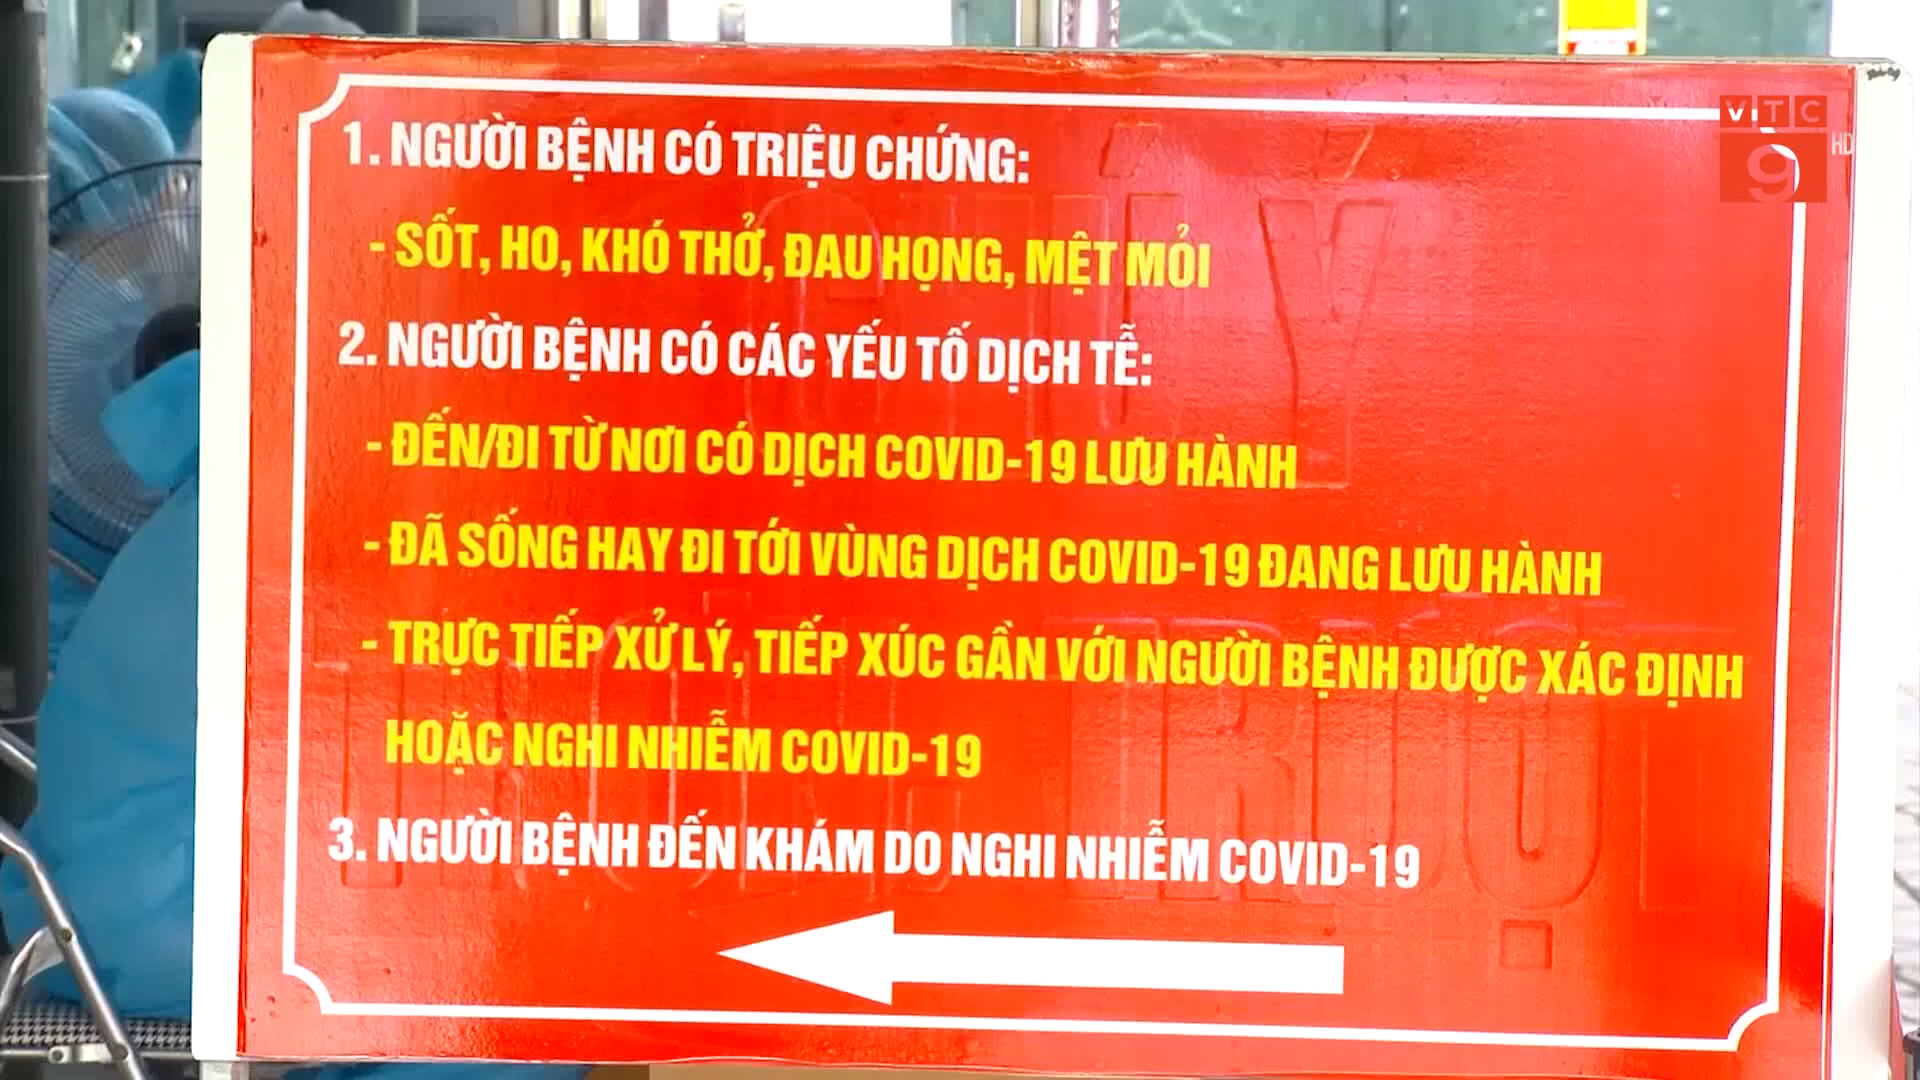 VTC
9 HD
1. NGƯỜI BỆNH CÓ TRIỆU CHỨNG:
- SỐT, HO, KHÓ THỞ, ĐAU HỌNG, MỆT MỎI
2. NGƯỜI BỆNH CÓ CÁC YẾU TỐ DỊCH TỄ:
- ĐẾN/ĐI TỪ NƠI CÓ DỊCH COVID-19 LƯU HÀNH
- ĐÃ SỐNG HAY ĐI TỚI VÙNG DỊCH COVID-19 ĐANG LƯU HÀNH
- TRỰC TIẾP XỬ LÝ, TIẾP XÚC GẦN VỚI NGƯỜI BỆNH ĐƯỢC XÁC ĐỊNH
HOẶC NGHI NHIỄM COVID-19
3. NGƯỜI BỆNH ĐẾN KHÁM DO NGHI NHIỄM COVID-19